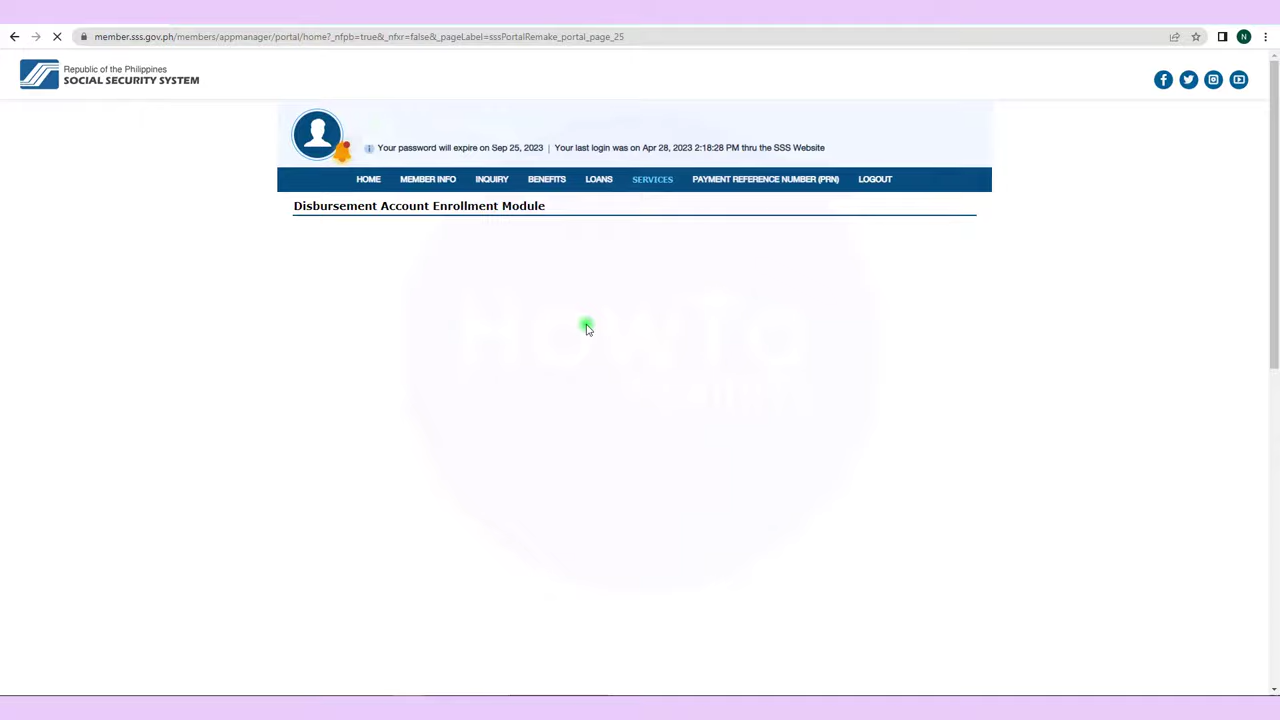 member.sss.gov.ph/members/appmanager/portal/home?_nfpb=true&_nfxr=false&_pageLabel=sssPortalRemake_portal_page_25
N
Republic of the Philippines
SOCIAL SECURITY SYSTEM
Your password will expire on Sep 25, 2023 | Your last login was on Apr 28, 2023 2:18:28 PM thru the SSS Website
HOME MEMBER INFO INQUIRY BENEFITS LOANS SERVICES PAYMENT REFERENCE NUMBER (PRN) LOGOUT
Disbursement Account Enrollment Module
HOWTO